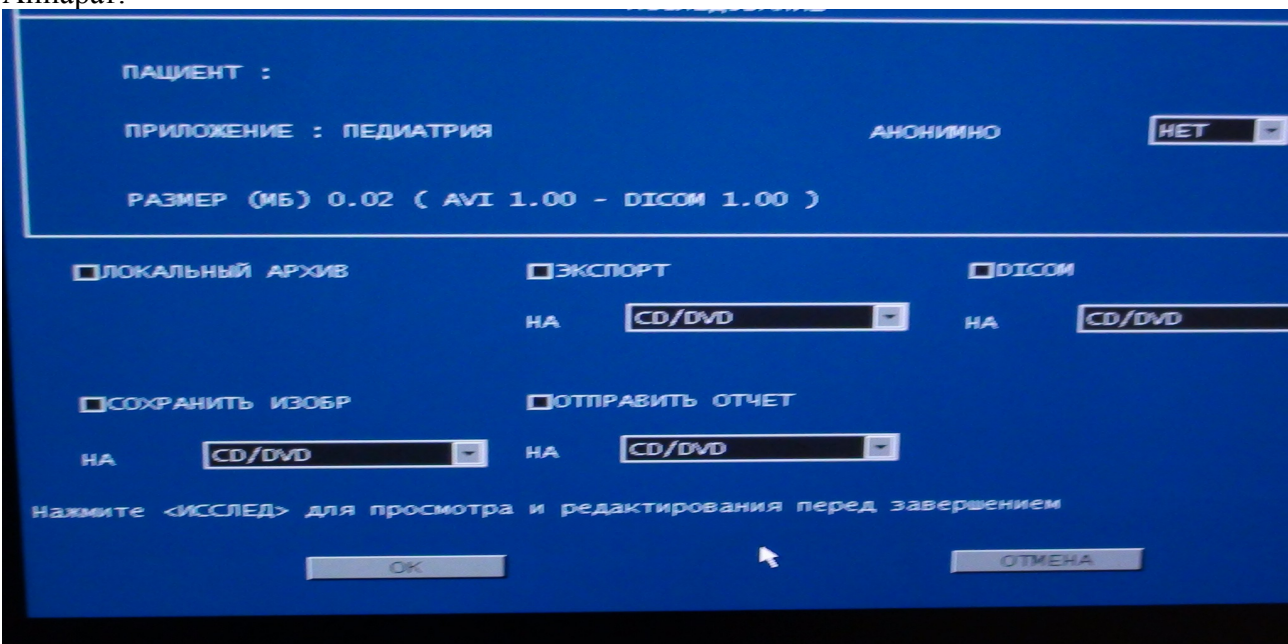 ПАЦИЕНТ :
ПРИЛОЖЕНИЕ : ПЕДИАТРИЯ АНОНИМНО НЕТ
РАЗМЕР (МБ) 0.02 ( AVI 1.00 - DICOM 1.00 )
ЛОКАЛЬНЫЙ АРХИВ ЭКСПОРТ DICOM
НА CD/DVD НА CD/DVD
СОХРАНИТЬ ИЗОБР ОТПРАВИТЬ ОТЧЕТ
НА CD/DVD НА CD/DVD
Нажмите <ИССЛЕД> для просмотра и редактирования перед завершением
OK ОТМЕНА